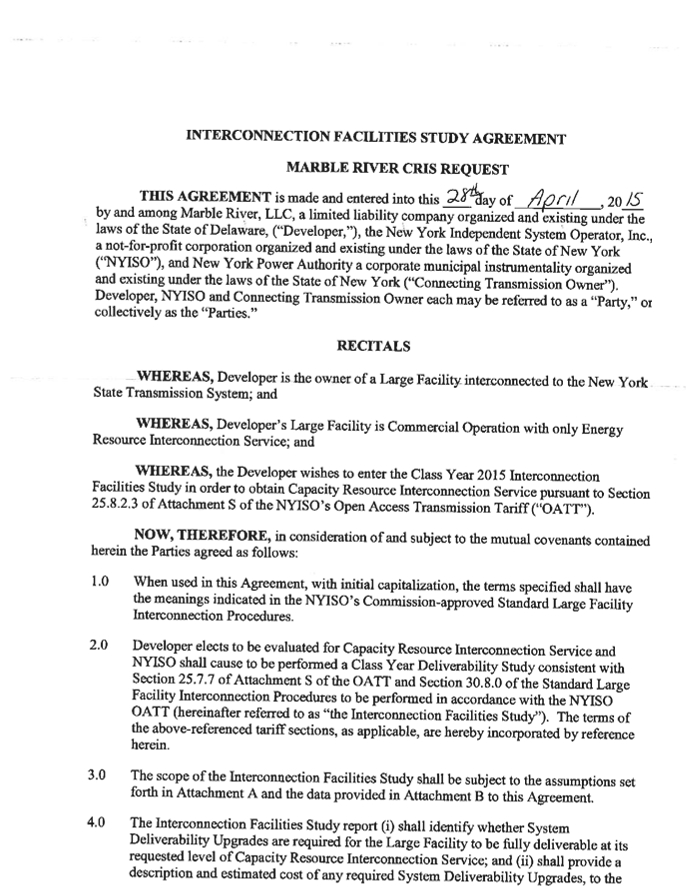 INTERCONNECTION FACILITIES STUDY AGREEMENT
MARBLE RIVER CRIS REQUEST
THIS AGREEMENT is made and entered into this 28th day of April, 2015
by and among Marble River, LLC, a limited liability company organized and existing under the
laws of the State of Delaware, ("Developer,"), the New York Independent System Operator, Inc.,
a not-for-profit corporation organized and existing under the laws of the State of New York
("NYISO"), and New York Power Authority a corporate municipal instrumentality organized
and existing under the laws of the State of New York ("Connecting Transmission Owner").
Developer, NYISO and Connecting Transmission Owner each may be referred to as a "Party," or
collectively as the "Parties."
RECITALS
WHEREAS, Developer is the owner of a Large Facility interconnected to the New York
State Transmission System; and
WHEREAS, Developer's Large Facility is Commercial Operation with only Energy
Resource Interconnection Service; and
WHEREAS, the Developer wishes to enter the Class Year 2015 Interconnection
Facilities Study in order to obtain Capacity Resource Interconnection Service pursuant to Section
25.8.2.3 of Attachment S of the NYISO's Open Access Transmission Tariff ("OATT").
NOW, THEREFORE, in consideration of and subject to the mutual covenants contained
herein the Parties agreed as follows:
1.0 When used in this Agreement, with initial capitalization, the terms specified shall have
the meanings indicated in the NYISO's Commission-approved Standard Large Facility
Interconnection Procedures.
2.0 Developer elects to be evaluated for Capacity Resource Interconnection Service and
NYISO shall cause to be performed a Class Year Deliverability Study consistent with
Section 25.7.7 of Attachment S of the OATT and Section 30.8.0 of the Standard Large
Facility Interconnection Procedures to be performed in accordance with the NYISO
OATT (hereinafter referred to as "the Interconnection Facilities Study"). The terms of
the above-referenced tariff sections, as applicable, are hereby incorporated by reference
herein.
3.0 The scope of the Interconnection Facilities Study shall be subject to the assumptions set
forth in Attachment A and the data provided in Attachment B to this Agreement.
4.0 The Interconnection Facilities Study report (i) shall identify whether System
Deliverability Upgrades are required for the Large Facility to be fully deliverable at its
requested level of Capacity Resource Interconnection Service; and (ii) shall provide a
description and estimated cost of any required System Deliverability Upgrades, to the